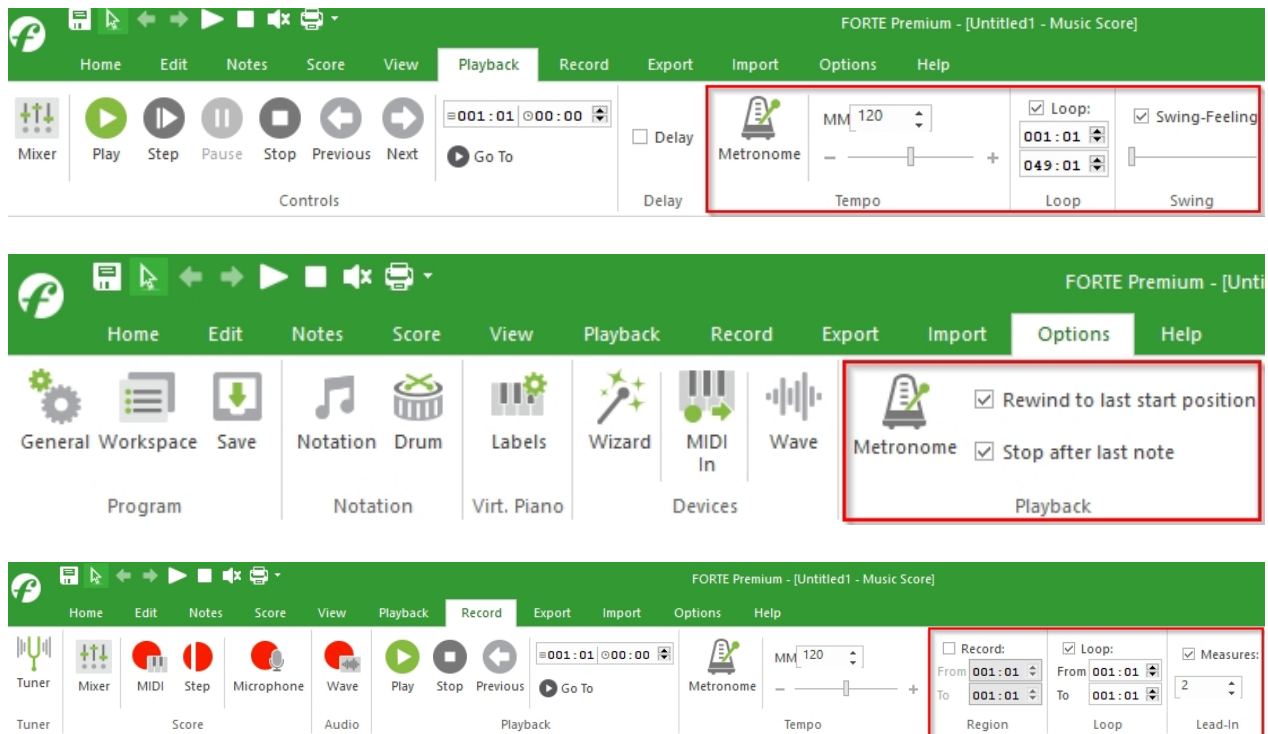 FORTE Premium - [Untitled1 - Music Score]
Home Edit Notes Score View Playback Record Export Import Options Help
Mixer Play Step Pause Stop Previous Next
001:01 00:00
Go To
Controls
Delay
Delay
Metronome
MM 120
- +
Tempo
Loop:
001:01
049:01
Loop
Swing-Feeling
Swing
FORTE Premium - [Unti
Home Edit Notes Score View Playback Record Export Import Options Help
General Workspace Save
Program
Notation Drum
Notation
Labels
Virt. Piano
Wizard MIDI In Wave
Devices
Metronome
Rewind to last start position
Stop after last note
Playback
FORTE Premium - [Untitled1 - Music Score]
Home Edit Notes Score View Playback Record Export Import Options Help
Tuner
Tuner
Mixer MIDI Step Microphone
Score
Wave
Audio
Play Stop Previous
001:01 00:00
Go To
Playback
Metronome
MM 120
- +
Tempo
Record:
From 001:01
To 001:01
Region
Loop:
From 001:01
To 001:01
Loop
Measures:
2
Lead-In